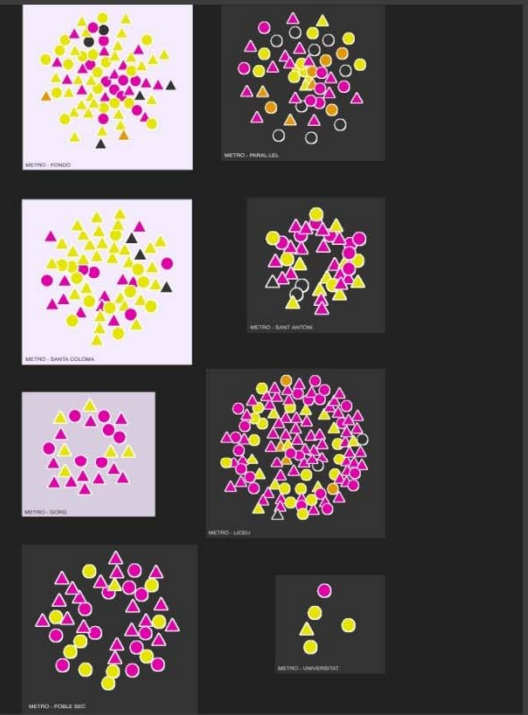 METRO - FONDO
METRO - PARAL.LEL
METRO - SANTA COLOMA
METRO - SANT ANTONI
METRO - GORG
METRO - LICEU
METRO - POBLE SEC
METRO - UNIVERSITAT